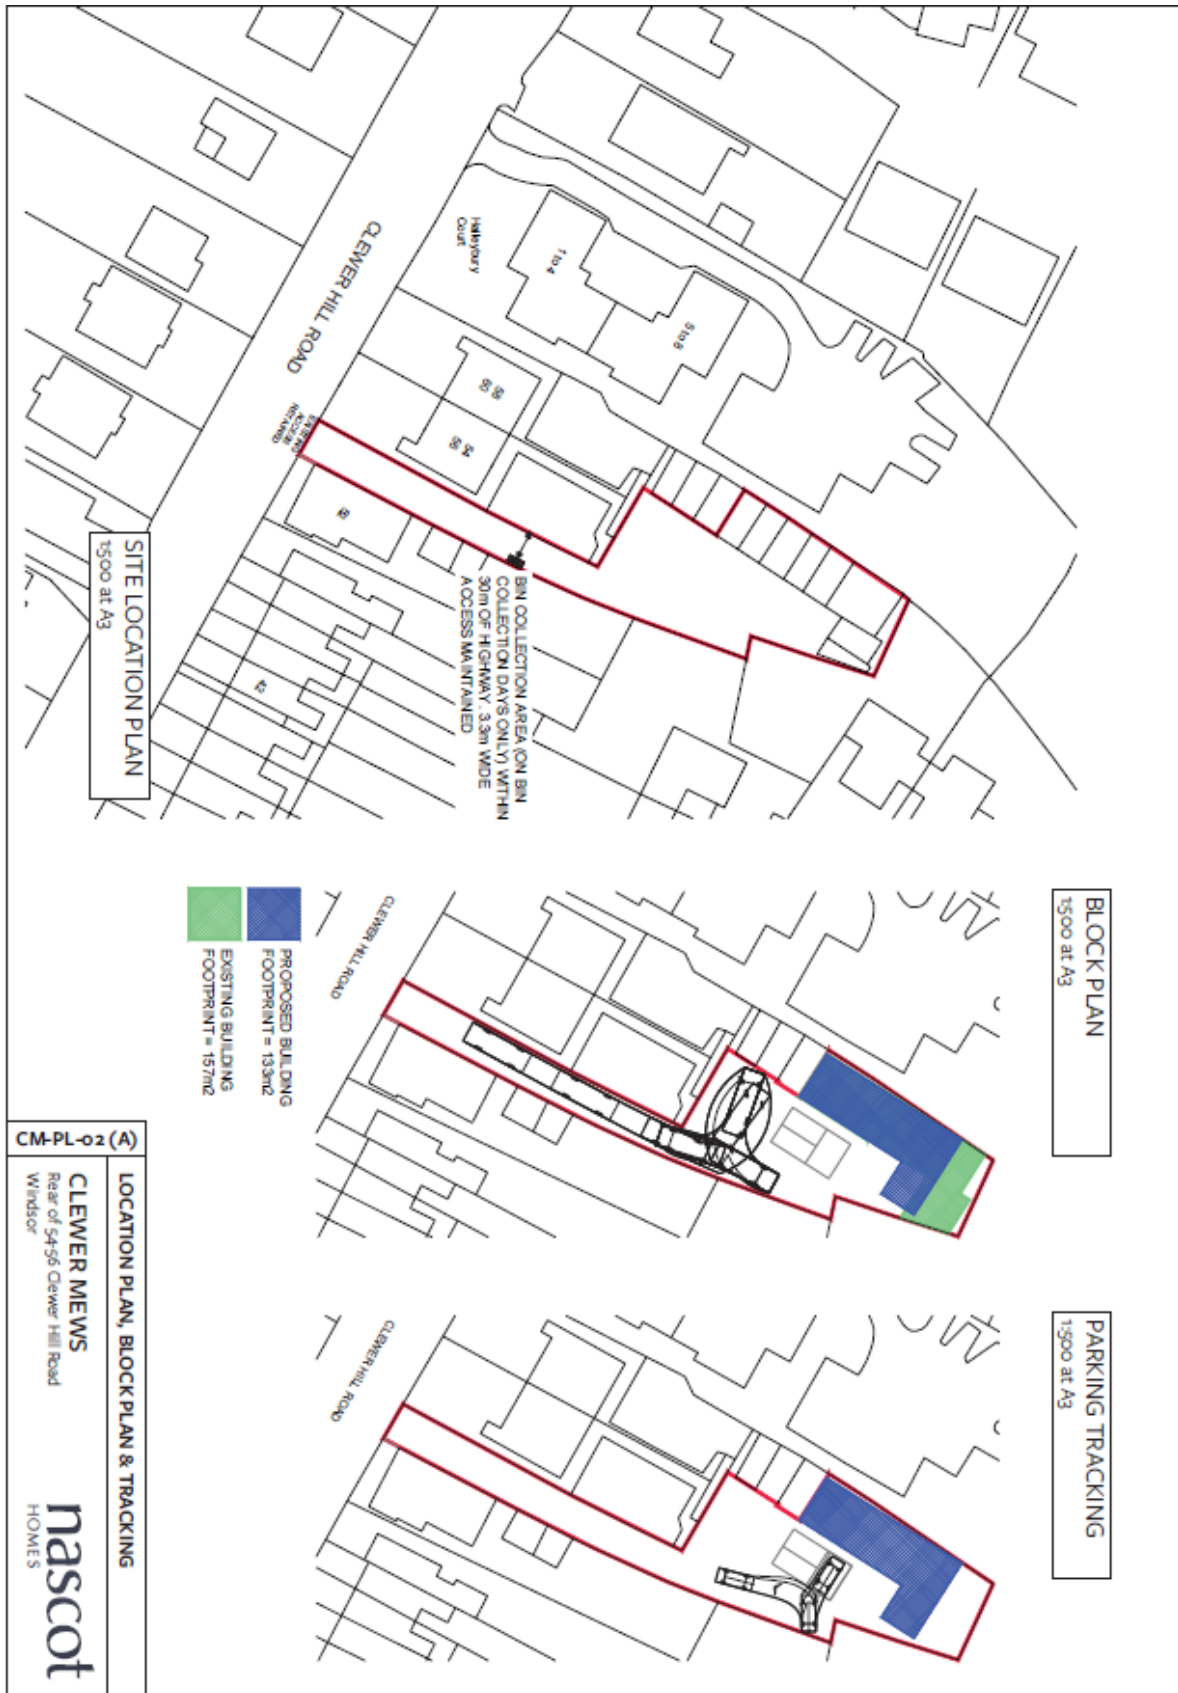 CLEWER HILL ROAD
Haileybury
Court
1 to 4
5 to 8
58
60
54
56
EXISTING
ACCESS
RETAINED
BIN COLLECTION AREA (ON BIN
COLLECTION DAYS ONLY) WITHIN
30m OF HIGHWAY . 3.3m WIDE
ACCESS MAINTAINED
SITE LOCATION PLAN
1:500 at A3
BLOCK PLAN
1:500 at A3
CLEWER HILL ROAD
PROPOSED BUILDING
FOOTPRINT = 133m2
EXISTING BUILDING
FOOTPRINT = 157m2
PARKING TRACKING
1:500 at A3
CLEWER HILL ROAD
CM-PL-02 (A)
LOCATION PLAN, BLOCK PLAN & TRACKING
CLEWER MEWS
Rear of 54-56 Clewer Hill Road
Windsor
nascot
HOMES